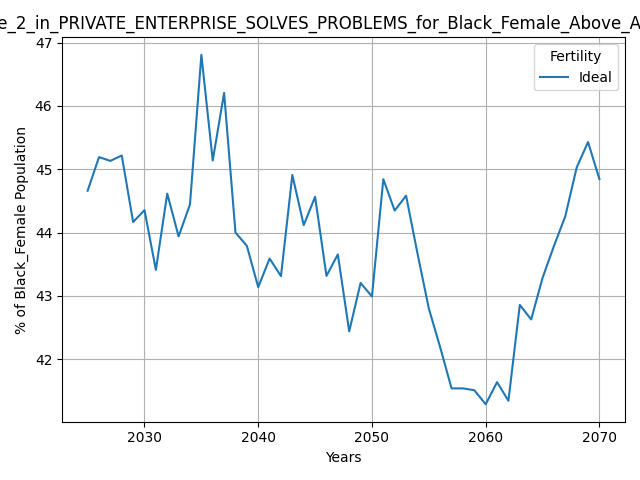 e_2_in_PRIVATE_ENTERPRISE_SOLVES_PROBLEMS_for_Black_Female_Above_A
47
46
45
44
43
42
% of Black_Female Population
Fertility
Ideal
2030 2040 2050 2060 2070
Years